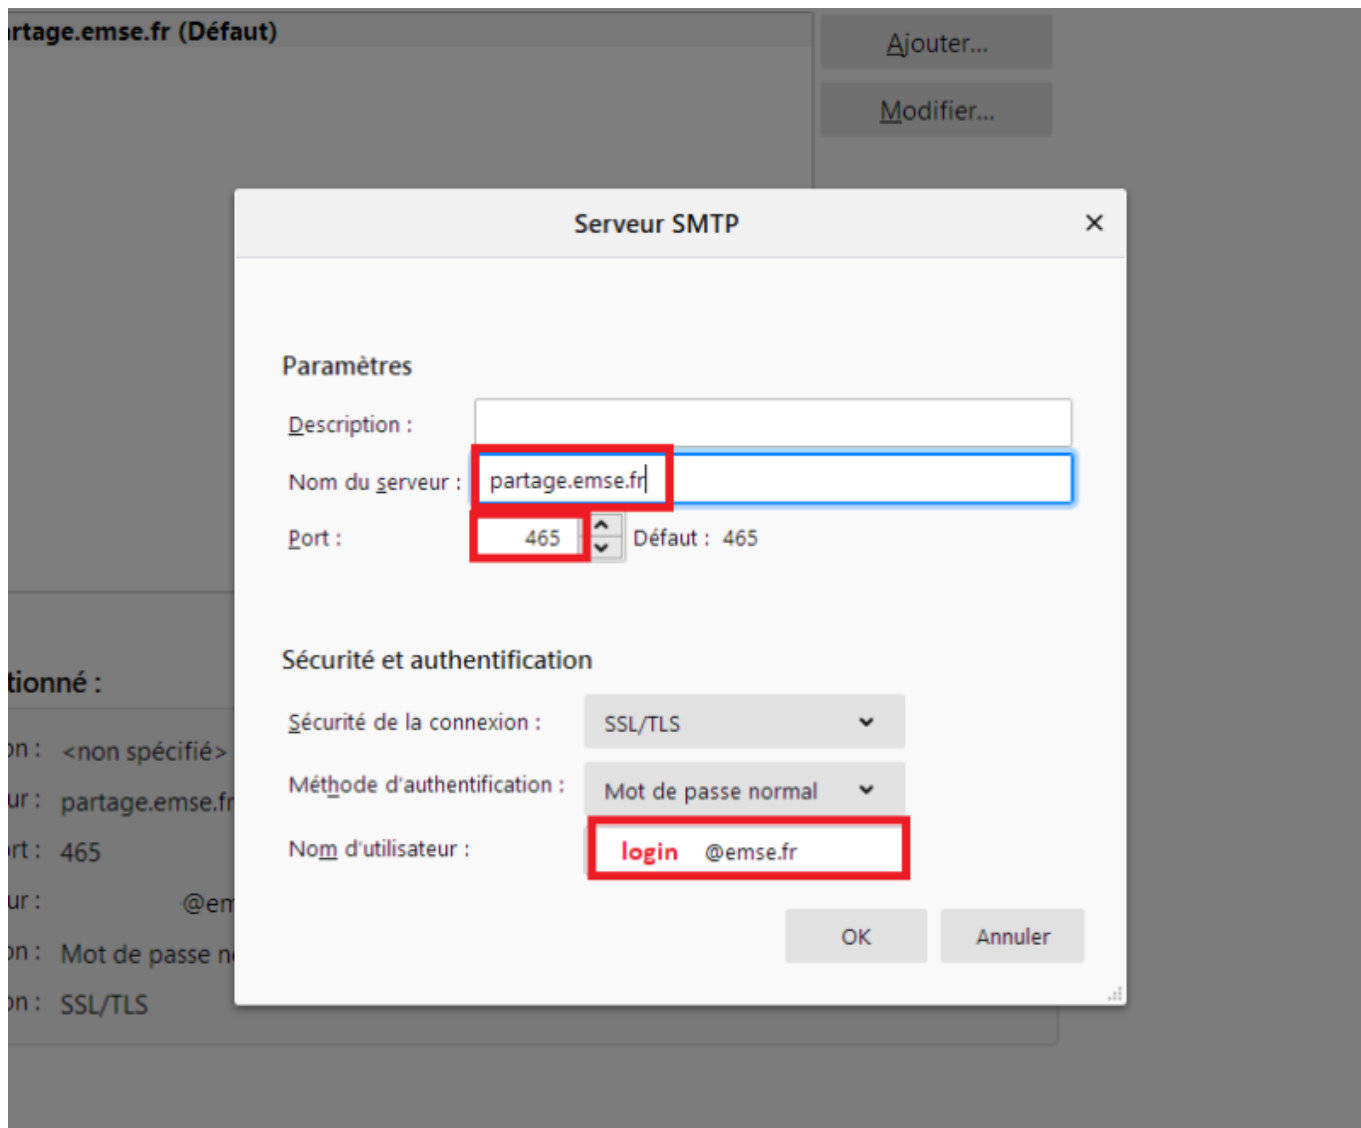 rtage.emse.fr (Défaut)
Ajouter...
Modifier...
Serveur SMTP
Paramètres
Description :
Nom du serveur : partage.emse.fr
Port : 465 Défaut : 465
Sécurité et authentification
Sécurité de la connexion : SSL/TLS
Méthode d'authentification : Mot de passe normal
Nom d'utilisateur : login @emse.fr
OK Annuler
tionné :
on : <non spécifié>
ur : partage.emse.fr
ort : 465
ur : @em
on : Mot de passe n
on : SSL/TLS